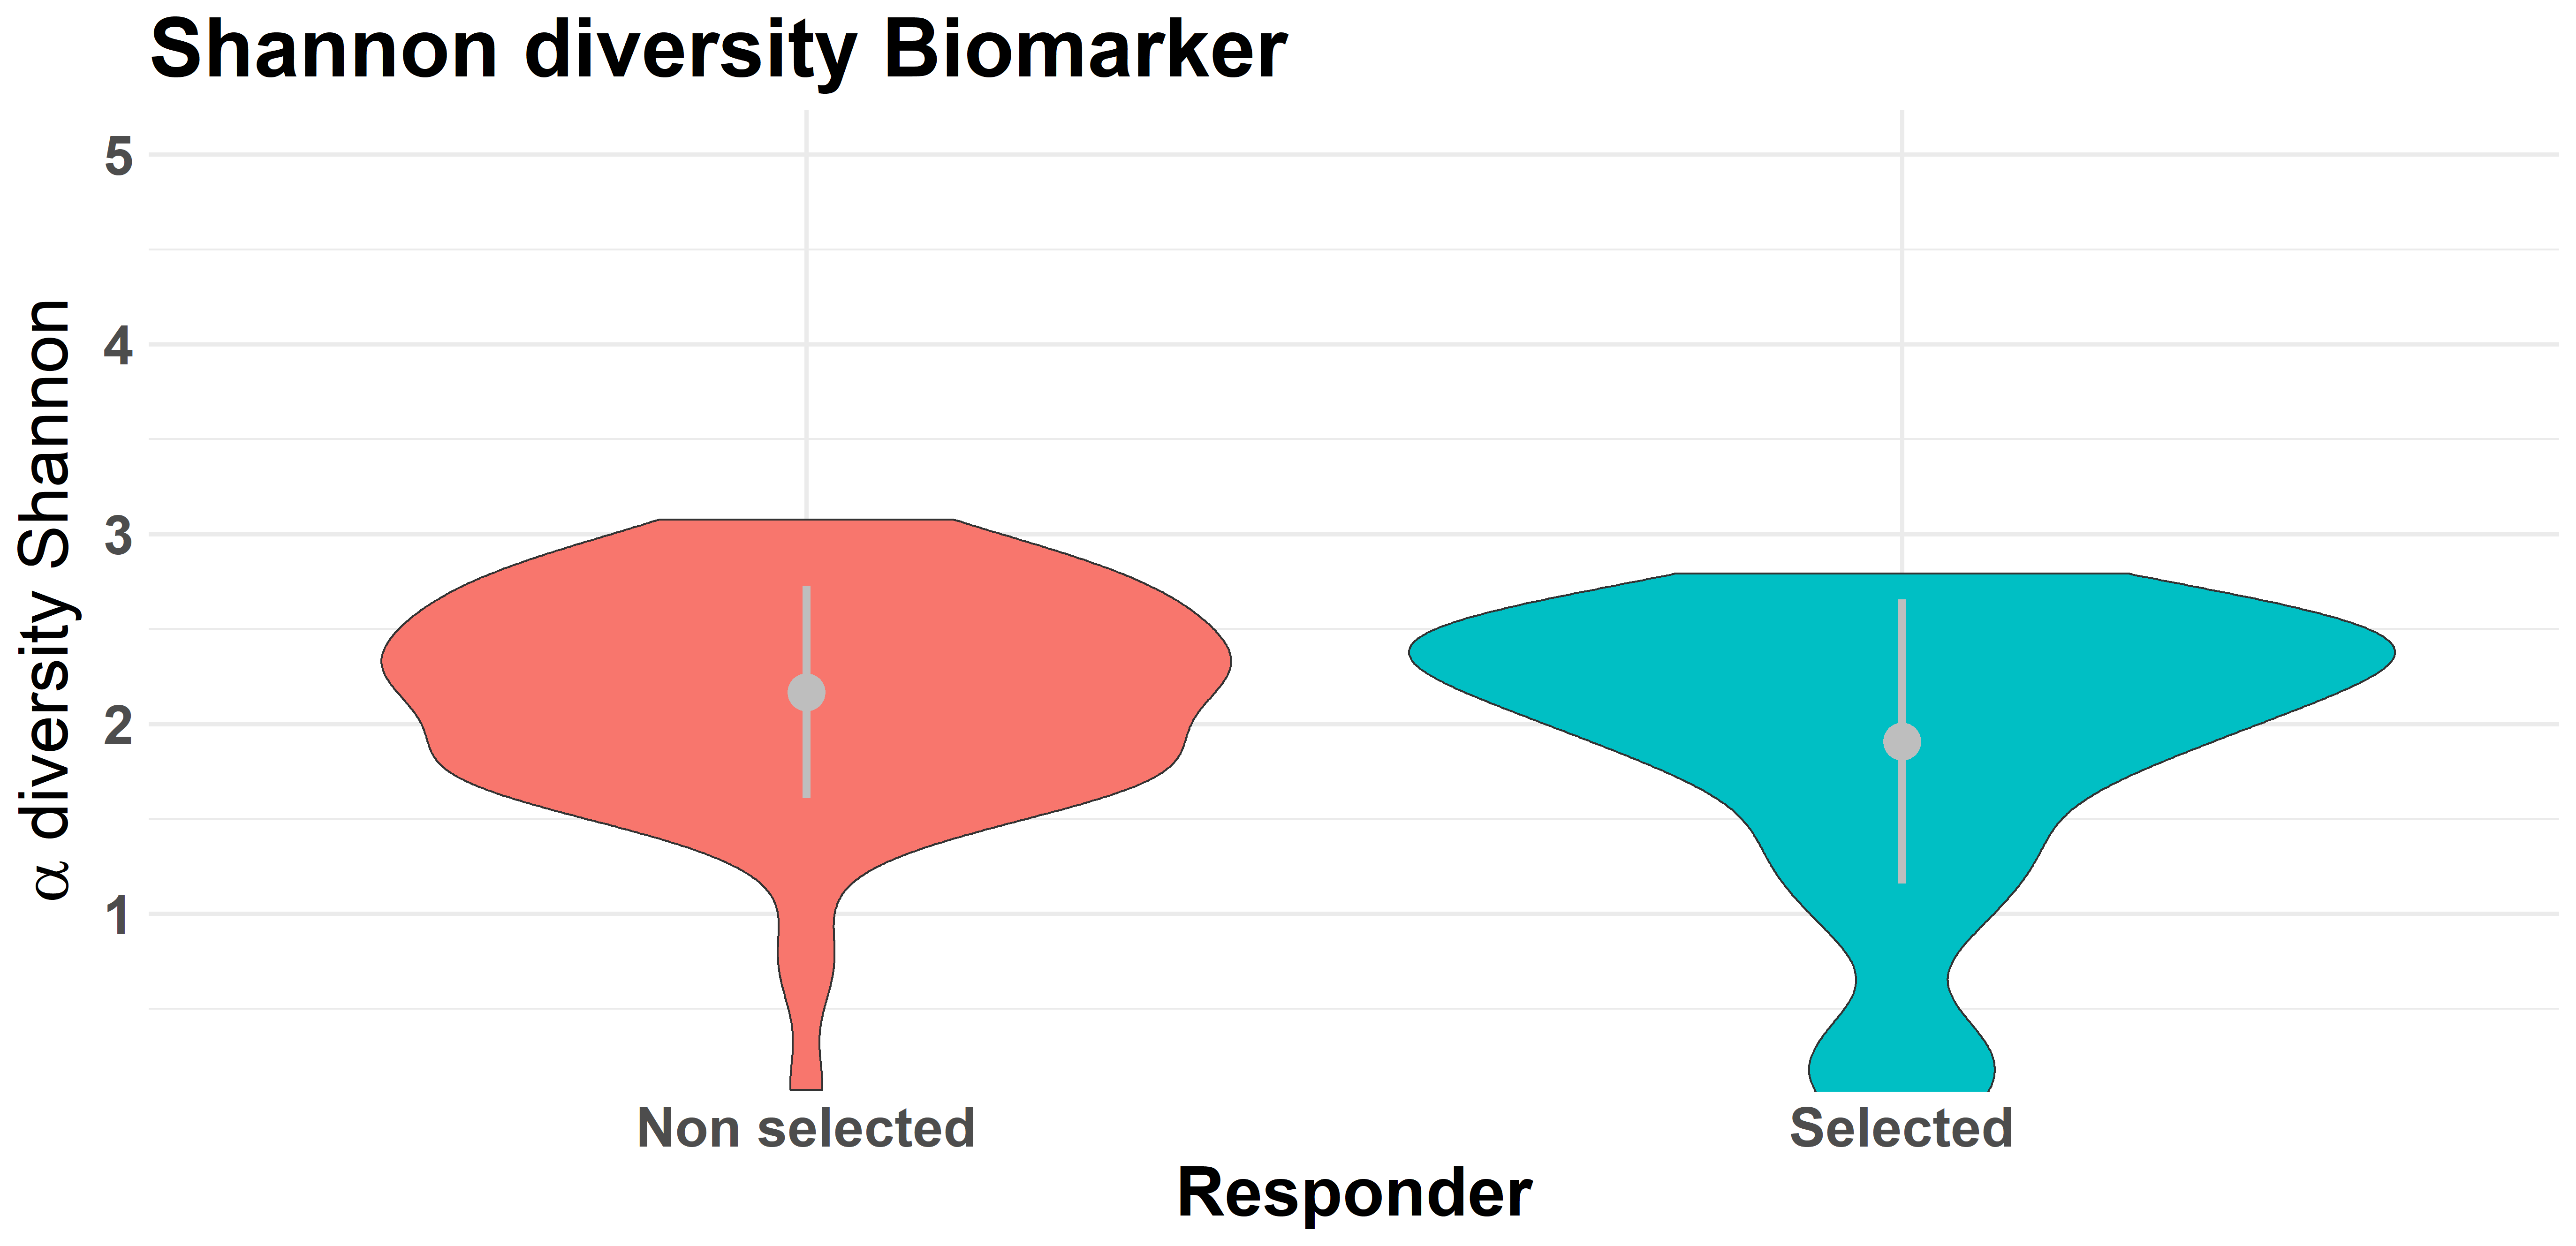 Shannon diversity Biomarker
α diversity Shannon
5
4
3
2
1
Non selected
Selected
Responder